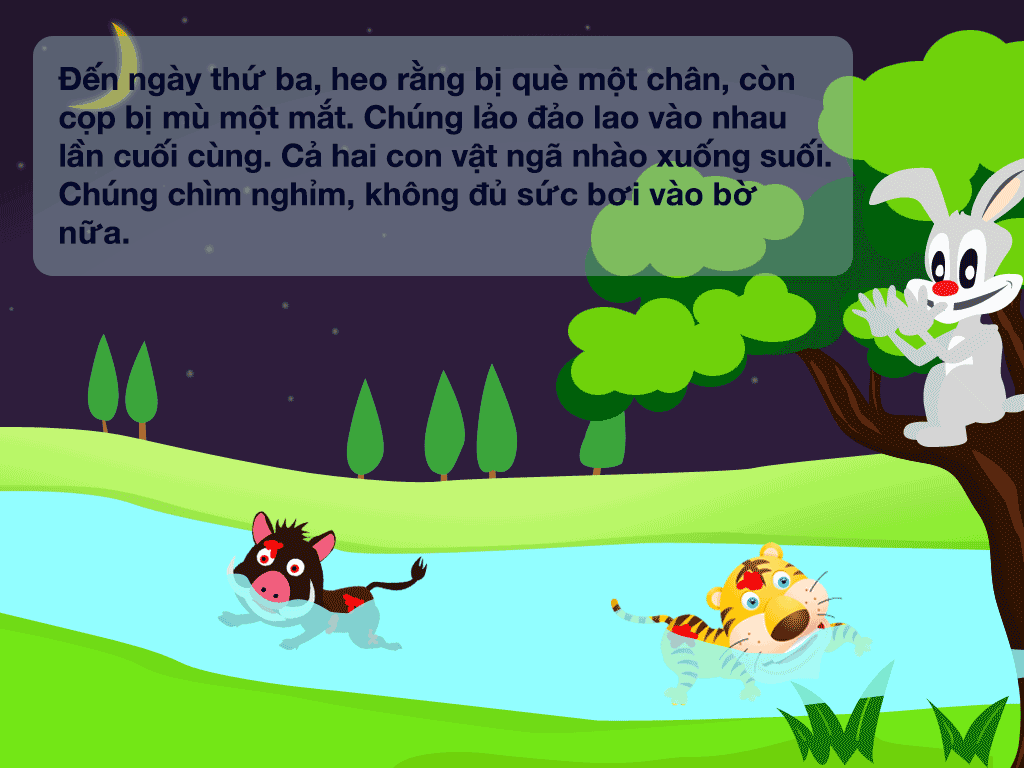 Đến ngày thứ ba, heo rằng bị què một chân, còn
cọp bị mù một mắt. Chúng lảo đảo lao vào nhau
lần cuối cùng. Cả hai con vật ngã nhào xuống suối.
Chúng chìm nghỉm, không đủ sức bơi vào bờ
nữa.